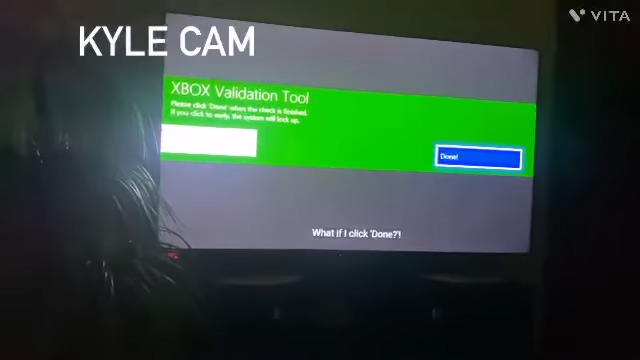 VITA
KYLE CAM
XBOX Validation Tool
Please click 'Done' when the check is finished.
If you click to early, the system will lock up.
Done!
What if I click 'Done?'!